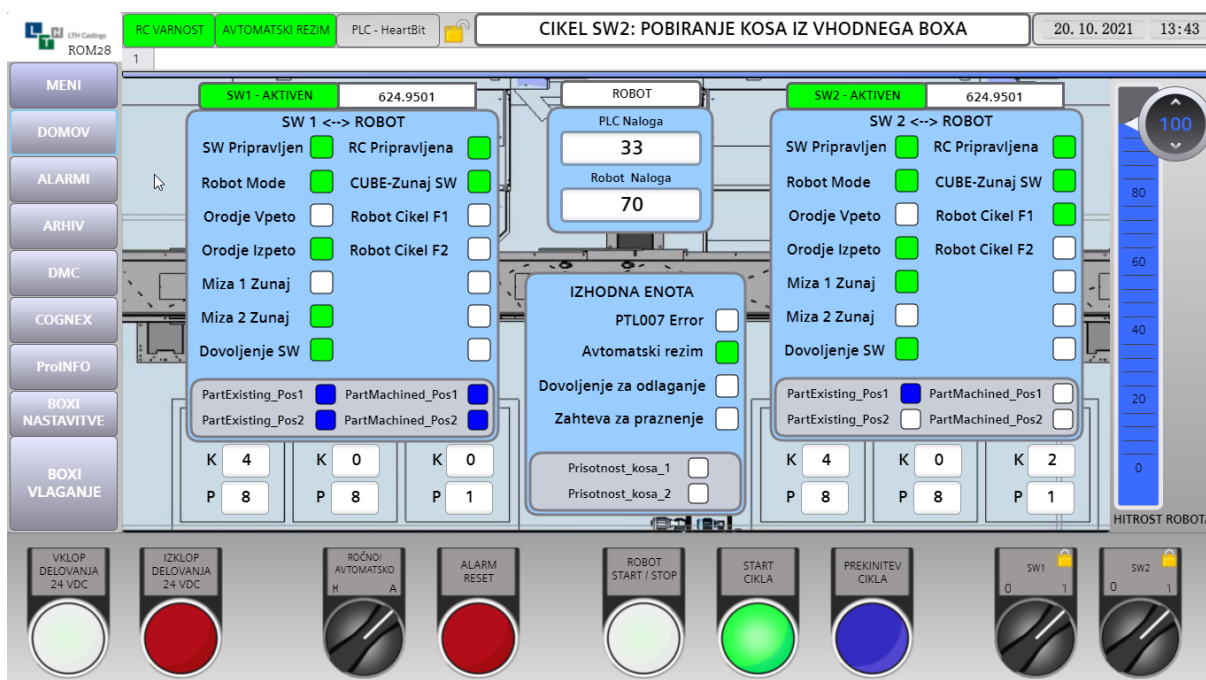 LTH Castings
ROM28
RC VARNOST
AVTOMATSKI REZIM
PLC - HeartBit
CIKEL SW2: POBIRANJE KOSA IZ VHODNEGA BOXA
20. 10. 2021 13:43
1
MENI
DOMOV
ALARMI
ARHIV
DMC
COGNEX
ProINFO
BOXI
NASTAVITVE
BOXI
VLAGANJE
SW1 - AKTIVEN 624.9501
SW 1 <--> ROBOT
SW Pripravljen RC Pripravljena
Robot Mode CUBE-Zunaj SW
Orodje Vpeto Robot Cikel F1
Orodje Izpeto Robot Cikel F2
Miza 1 Zunaj
Miza 2 Zunaj
Dovoljenje SW
PartExisting_Pos1 PartMachined_Pos1
PartExisting_Pos2 PartMachined_Pos2
K 4 K 0 K 0
P 8 P 8 P 1
ROBOT
PLC Naloga
33
Robot Naloga
70
IZHODNA ENOTA
PTL007 Error
Avtomatski rezim
Dovoljenje za odlaganje
Zahteva za praznenje
Prisotnost_kosa_1
Prisotnost_kosa_2
SW2 - AKTIVEN 624.9501
SW 2 <--> ROBOT
SW Pripravljen RC Pripravljena
Robot Mode CUBE-Zunaj SW
Orodje Vpeto Robot Cikel F1
Orodje Izpeto Robot Cikel F2
Miza 1 Zunaj
Miza 2 Zunaj
Dovoljenje SW
PartExisting_Pos1 PartMachined_Pos1
PartExisting_Pos2 PartMachined_Pos2
K 4 K 0 K 2
P 8 P 8 P 1
100
80
60
40
20
0
HITROST ROBOTA
VKLOP
DELOVANJA
24 VDC
IZKLOP
DELOVANJA
24 VDC
ROČNO/
AVTOMATSKO
R A
ALARM
RESET
ROBOT
START / STOP
START
CIKLA
PREKINITEV
CIKLA
SW1
0 1
SW2
0 1